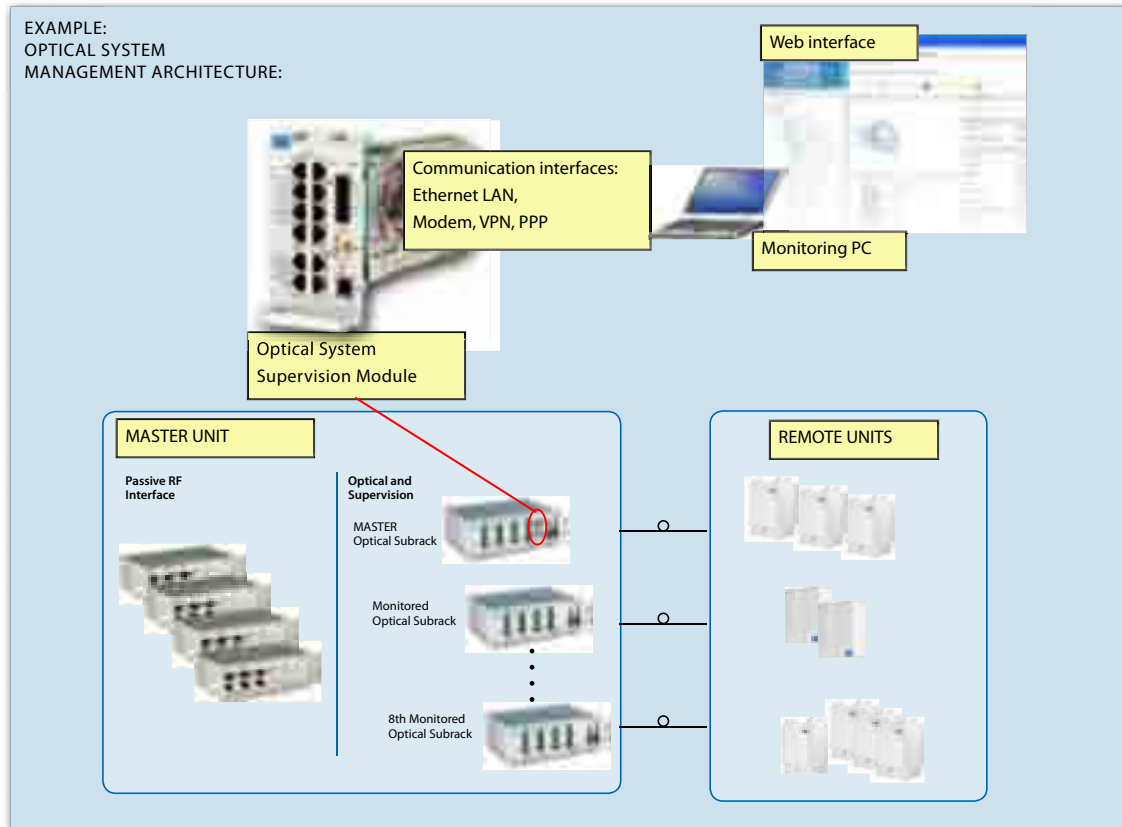 EXAMPLE:
OPTICAL SYSTEM
MANAGEMENT ARCHITECTURE:
Web interface
Communication interfaces:
Ethernet LAN,
Modem, VPN, PPP
Monitoring PC
Optical System
Supervision Module
MASTER UNIT
REMOTE UNITS
Passive RF
Interface
Optical and
Supervision
MASTER
Optical Subrack
Monitored
Optical Subrack
8th Monitored
Optical Subrack